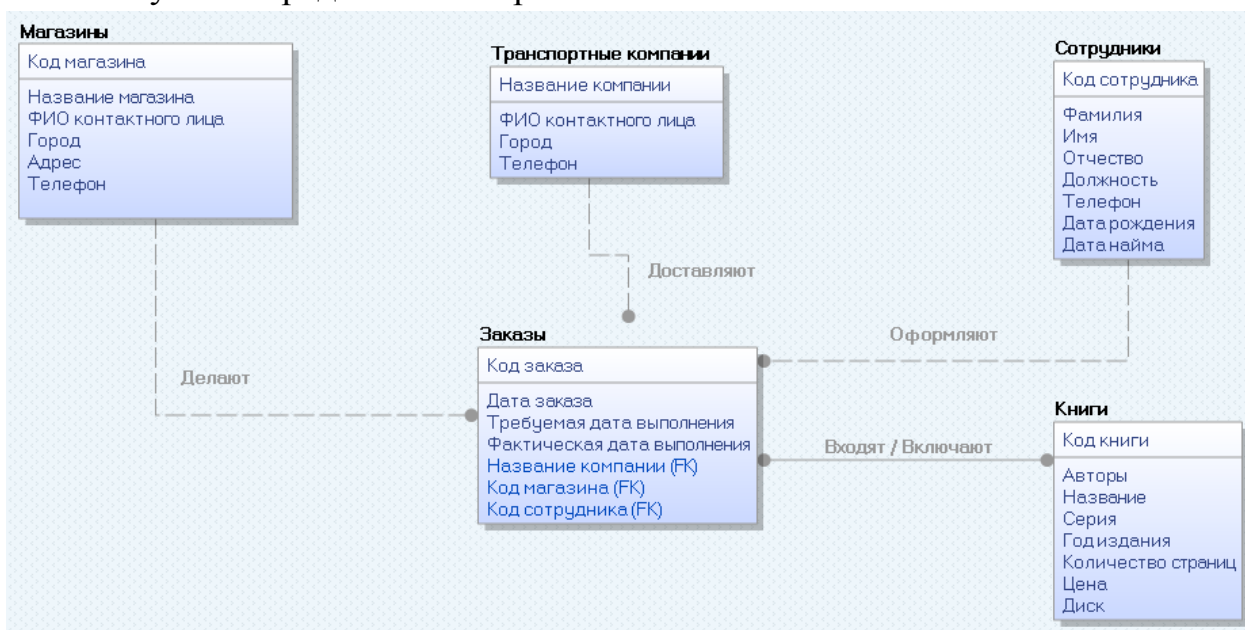 Магазины
Код магазина
Название магазина
ФИО контактного лица
Город
Адрес
Телефон
Транспортные компании
Название компании
ФИО контактного лица
Город
Телефон
Сотрудники
Код сотрудника
Фамилия
Имя
Отчество
Должность
Телефон
Дата рождения
Дата найма
Доставляют
Оформляют
Делают
Заказы
Код заказа
Дата заказа
Требуемая дата выполнения
Фактическая дата выполнения
Название компании (FK)
Код магазина (FK)
Код сотрудника (FK)
Входят / Включают
Книги
Код книги
Авторы
Название
Серия
Год издания
Количество страниц
Цена
Диск